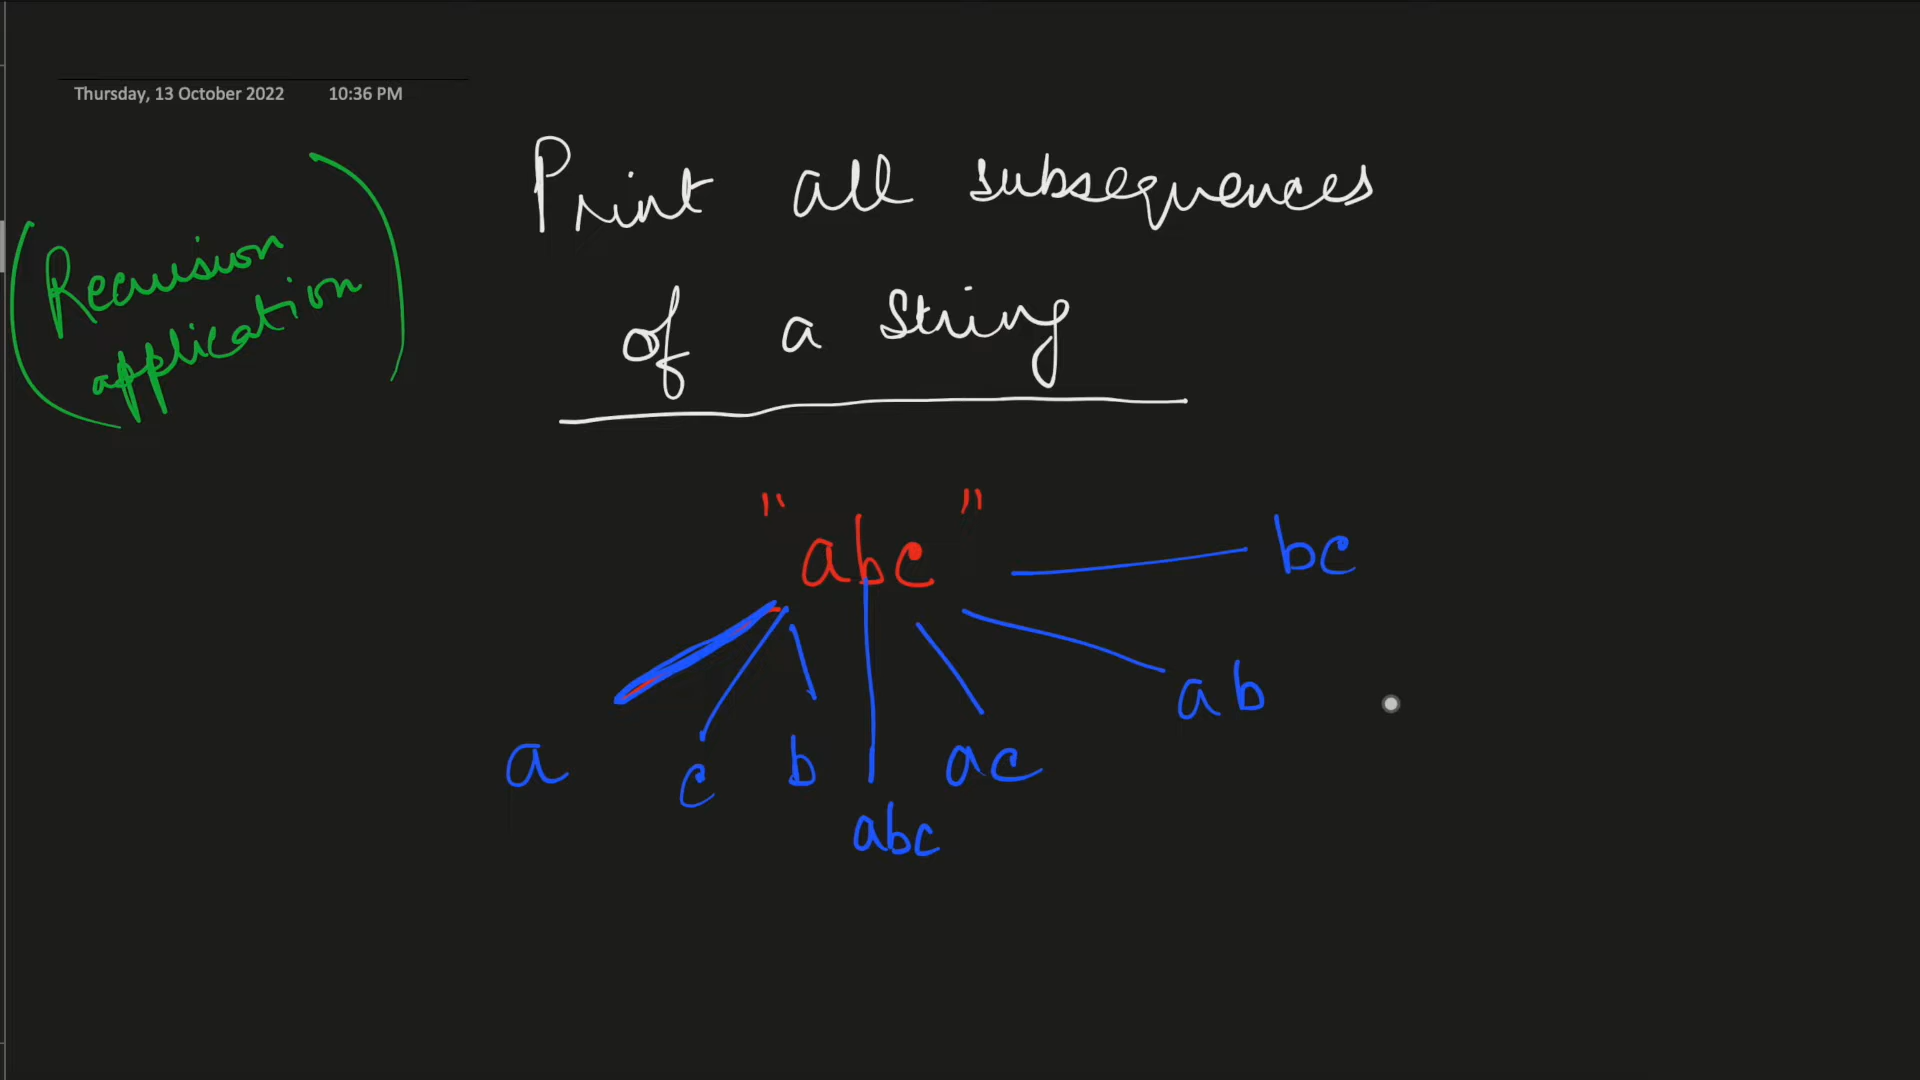 Thursday, 13 October 2022 10:36 PM
Print all subsequences
of a String
Recursion
application
"abc"
bc
ab
a c b ac
abc